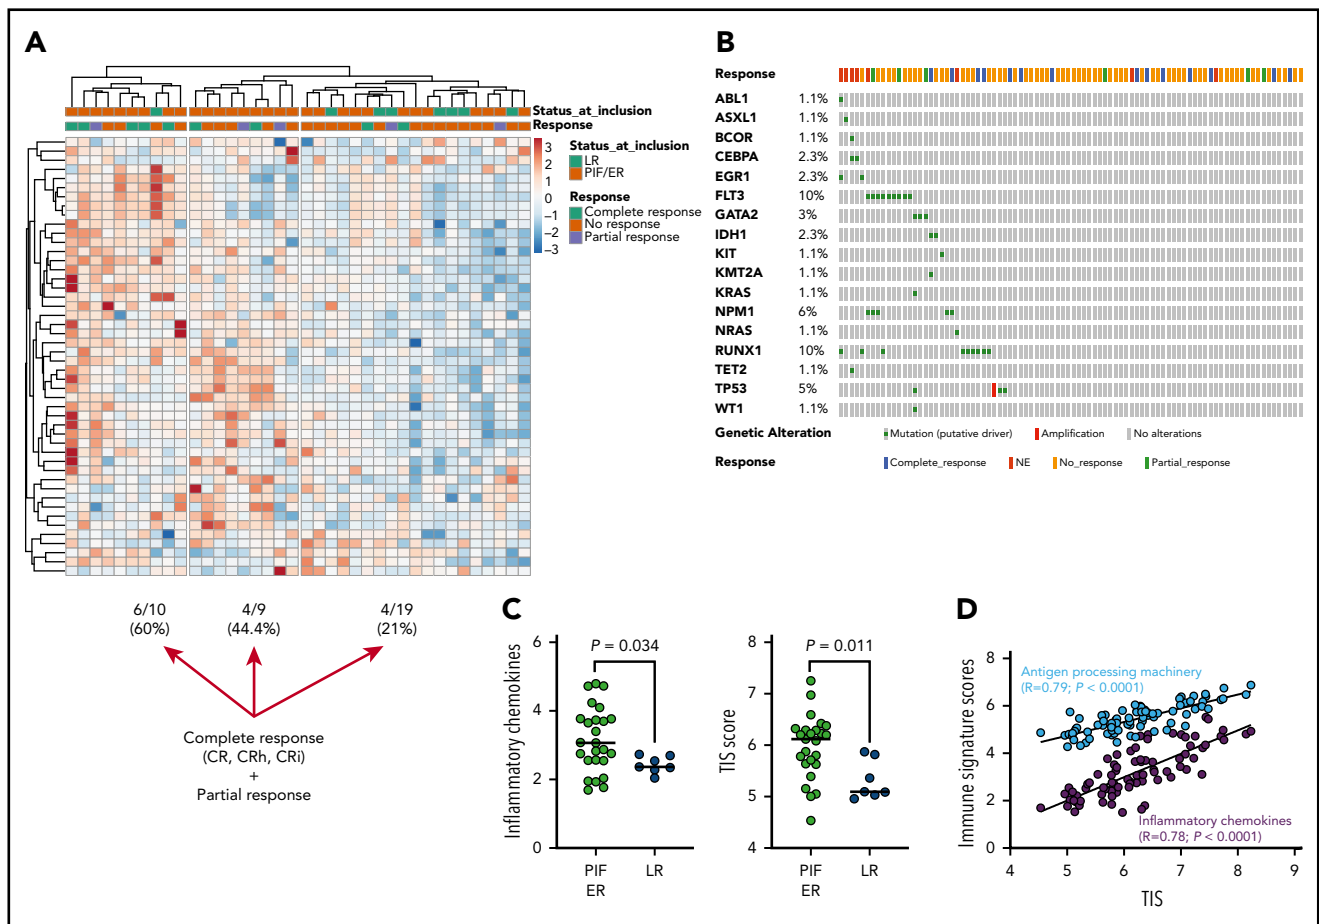 A
Status_at_inclusion
Response
3
2
1
0
−1
−2
−3
Status_at_inclusion
LR
PIF/ER
Response
Complete response
No response
Partial response
6/10
(60%)
4/9
(44.4%)
4/19
(21%)
Complete response
(CR, CRh, CRi)
+
Partial response
B
Response
ABL1 1.1%
ASXL1 1.1%
BCOR 1.1%
CEBPA 2.3%
EGR1 2.3%
FLT3 10%
GATA2 3%
IDH1 2.3%
KIT 1.1%
KMT2A 1.1%
KRAS 1.1%
NPM1 6%
NRAS 1.1%
RUNX1 10%
TET2 1.1%
TP53 5%
WT1 1.1%
Genetic Alteration Mutation (putative driver) Amplification No alterations
Response Complete_response NE No_response Partial_response
C
Inflammatory chemokines
6
4
2
0
P = 0.034
PIF
ER
LR
TIS score
8
7
6
5
4
P = 0.011
PIF
ER
LR
D
Immune signature scores
8
6
4
2
0
Antigen processing machinery
(R=0.79; P < 0.0001)
Inflammatory chemokines
(R=0.78; P < 0.0001)
4 5 6 7 8 9
TIS